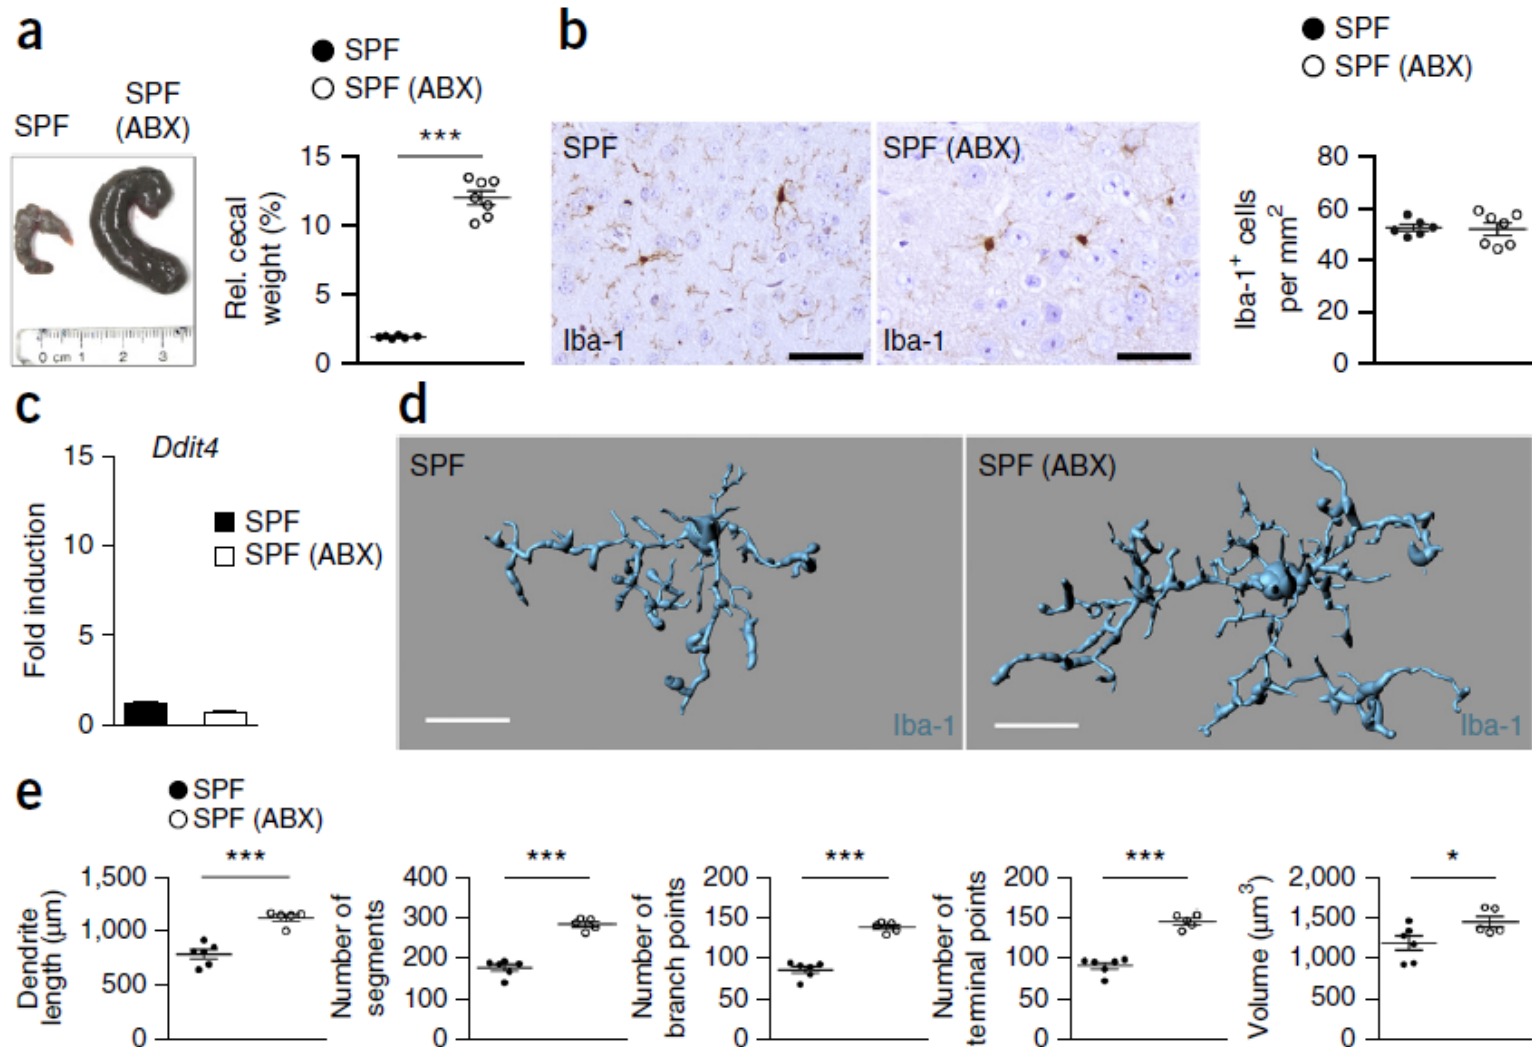 a
SPF
SPF
(ABX)
0 cm 1 2 3
SPF
SPF (ABX)
***
Rel. cecal
weight (%)
15
10
5
0
b
SPF
Iba-1
SPF (ABX)
Iba-1
SPF
SPF (ABX)
Iba-1+ cells
per mm2
80
60
40
20
0
c
Ddit4
Fold induction
15
10
5
0
SPF
SPF (ABX)
d
SPF
Iba-1
SPF (ABX)
Iba-1
e
SPF
SPF (ABX)
Dendrite
length (µm)
1,500
1,000
500
0
***
Number of
segments
400
300
200
100
0
***
Number of
branch points
200
150
100
50
0
***
Number of
terminal points
200
150
100
50
0
***
Volume (µm3)
2,000
1,500
1,000
500
0
*